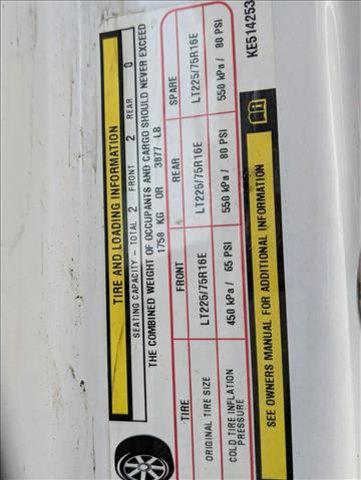 TIRE AND LOADING INFORMATION
SEATING CAPACITY - TOTAL 2 FRONT 2 REAR 0
THE COMBINED WEIGHT OF OCCUPANTS AND CARGO SHOULD NEVER EXCEED
1758 KG OR 3877 LB
TIRE FRONT REAR SPARE
ORIGINAL TIRE SIZE LT225/75R16E LT225/75R16E LT225/75R16E
COLD TIRE INFLATION PRESSURE 450 kPa / 65 PSI 550 kPa / 80 PSI 550 kPa / 80 PSI
SEE OWNERS MANUAL FOR ADDITIONAL INFORMATION
KE514253